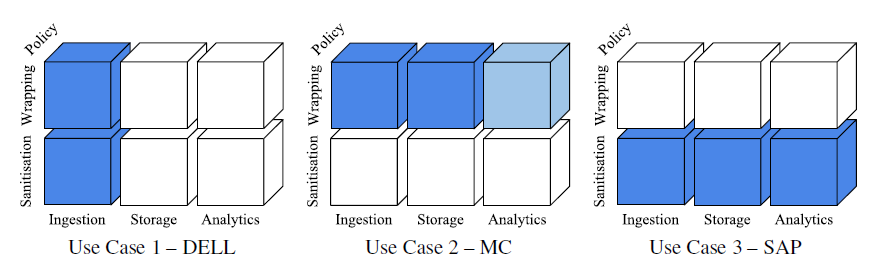 Policy
Wrapping
Sanitisation
Ingestion Storage Analytics
Use Case 1 – DELL
Policy
Wrapping
Sanitisation
Ingestion Storage Analytics
Use Case 2 – MC
Policy
Wrapping
Sanitisation
Ingestion Storage Analytics
Use Case 3 – SAP